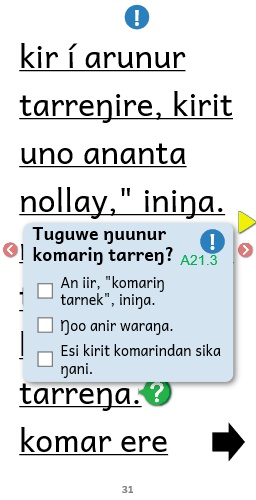 kir í arunur
tarreŋire, kirit
uno ananta
nollay," iniŋa.
Tuguwe ŋuunur
komariŋ tarreŋ?
A21.3
An iir, "komariŋ
tarnek", iniŋa.
Ŋoo anir waraŋa.
Esi kirit komarindan sika
ŋani.
tarreŋa.
komar ere
31